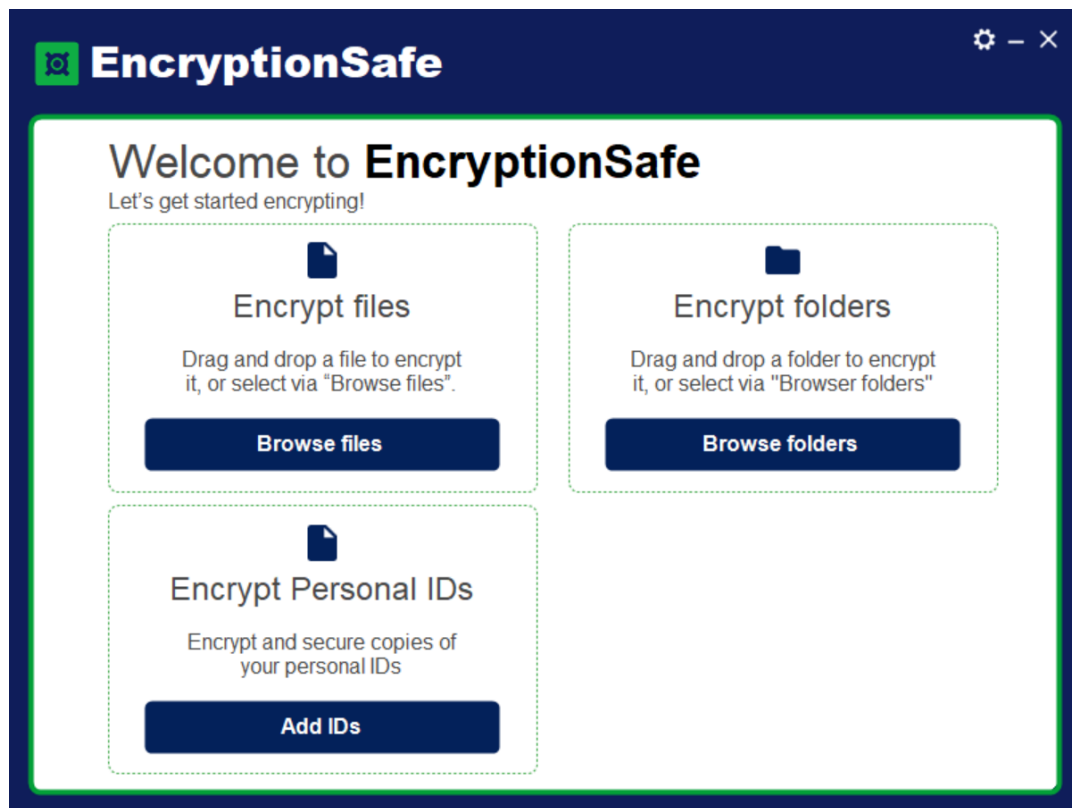 EncryptionSafe
Welcome to EncryptionSafe
Let’s get started encrypting!
Encrypt files
Drag and drop a file to encrypt
it, or select via “Browse files”.
Browse files
Encrypt folders
Drag and drop a folder to encrypt
it, or select via "Browser folders"
Browse folders
Encrypt Personal IDs
Encrypt and secure copies of
your personal IDs
Add IDs